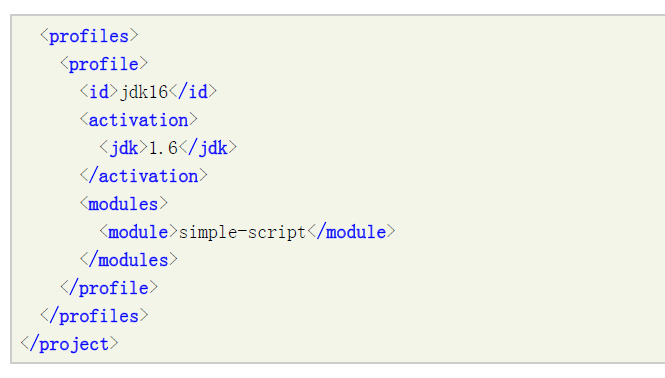 <profiles>
<profile>
<id>jdk16</id>
<activation>
<jdk>1.6</jdk>
</activation>
<modules>
<module>simple-script</module>
</modules>
</profile>
</profiles>
</project>